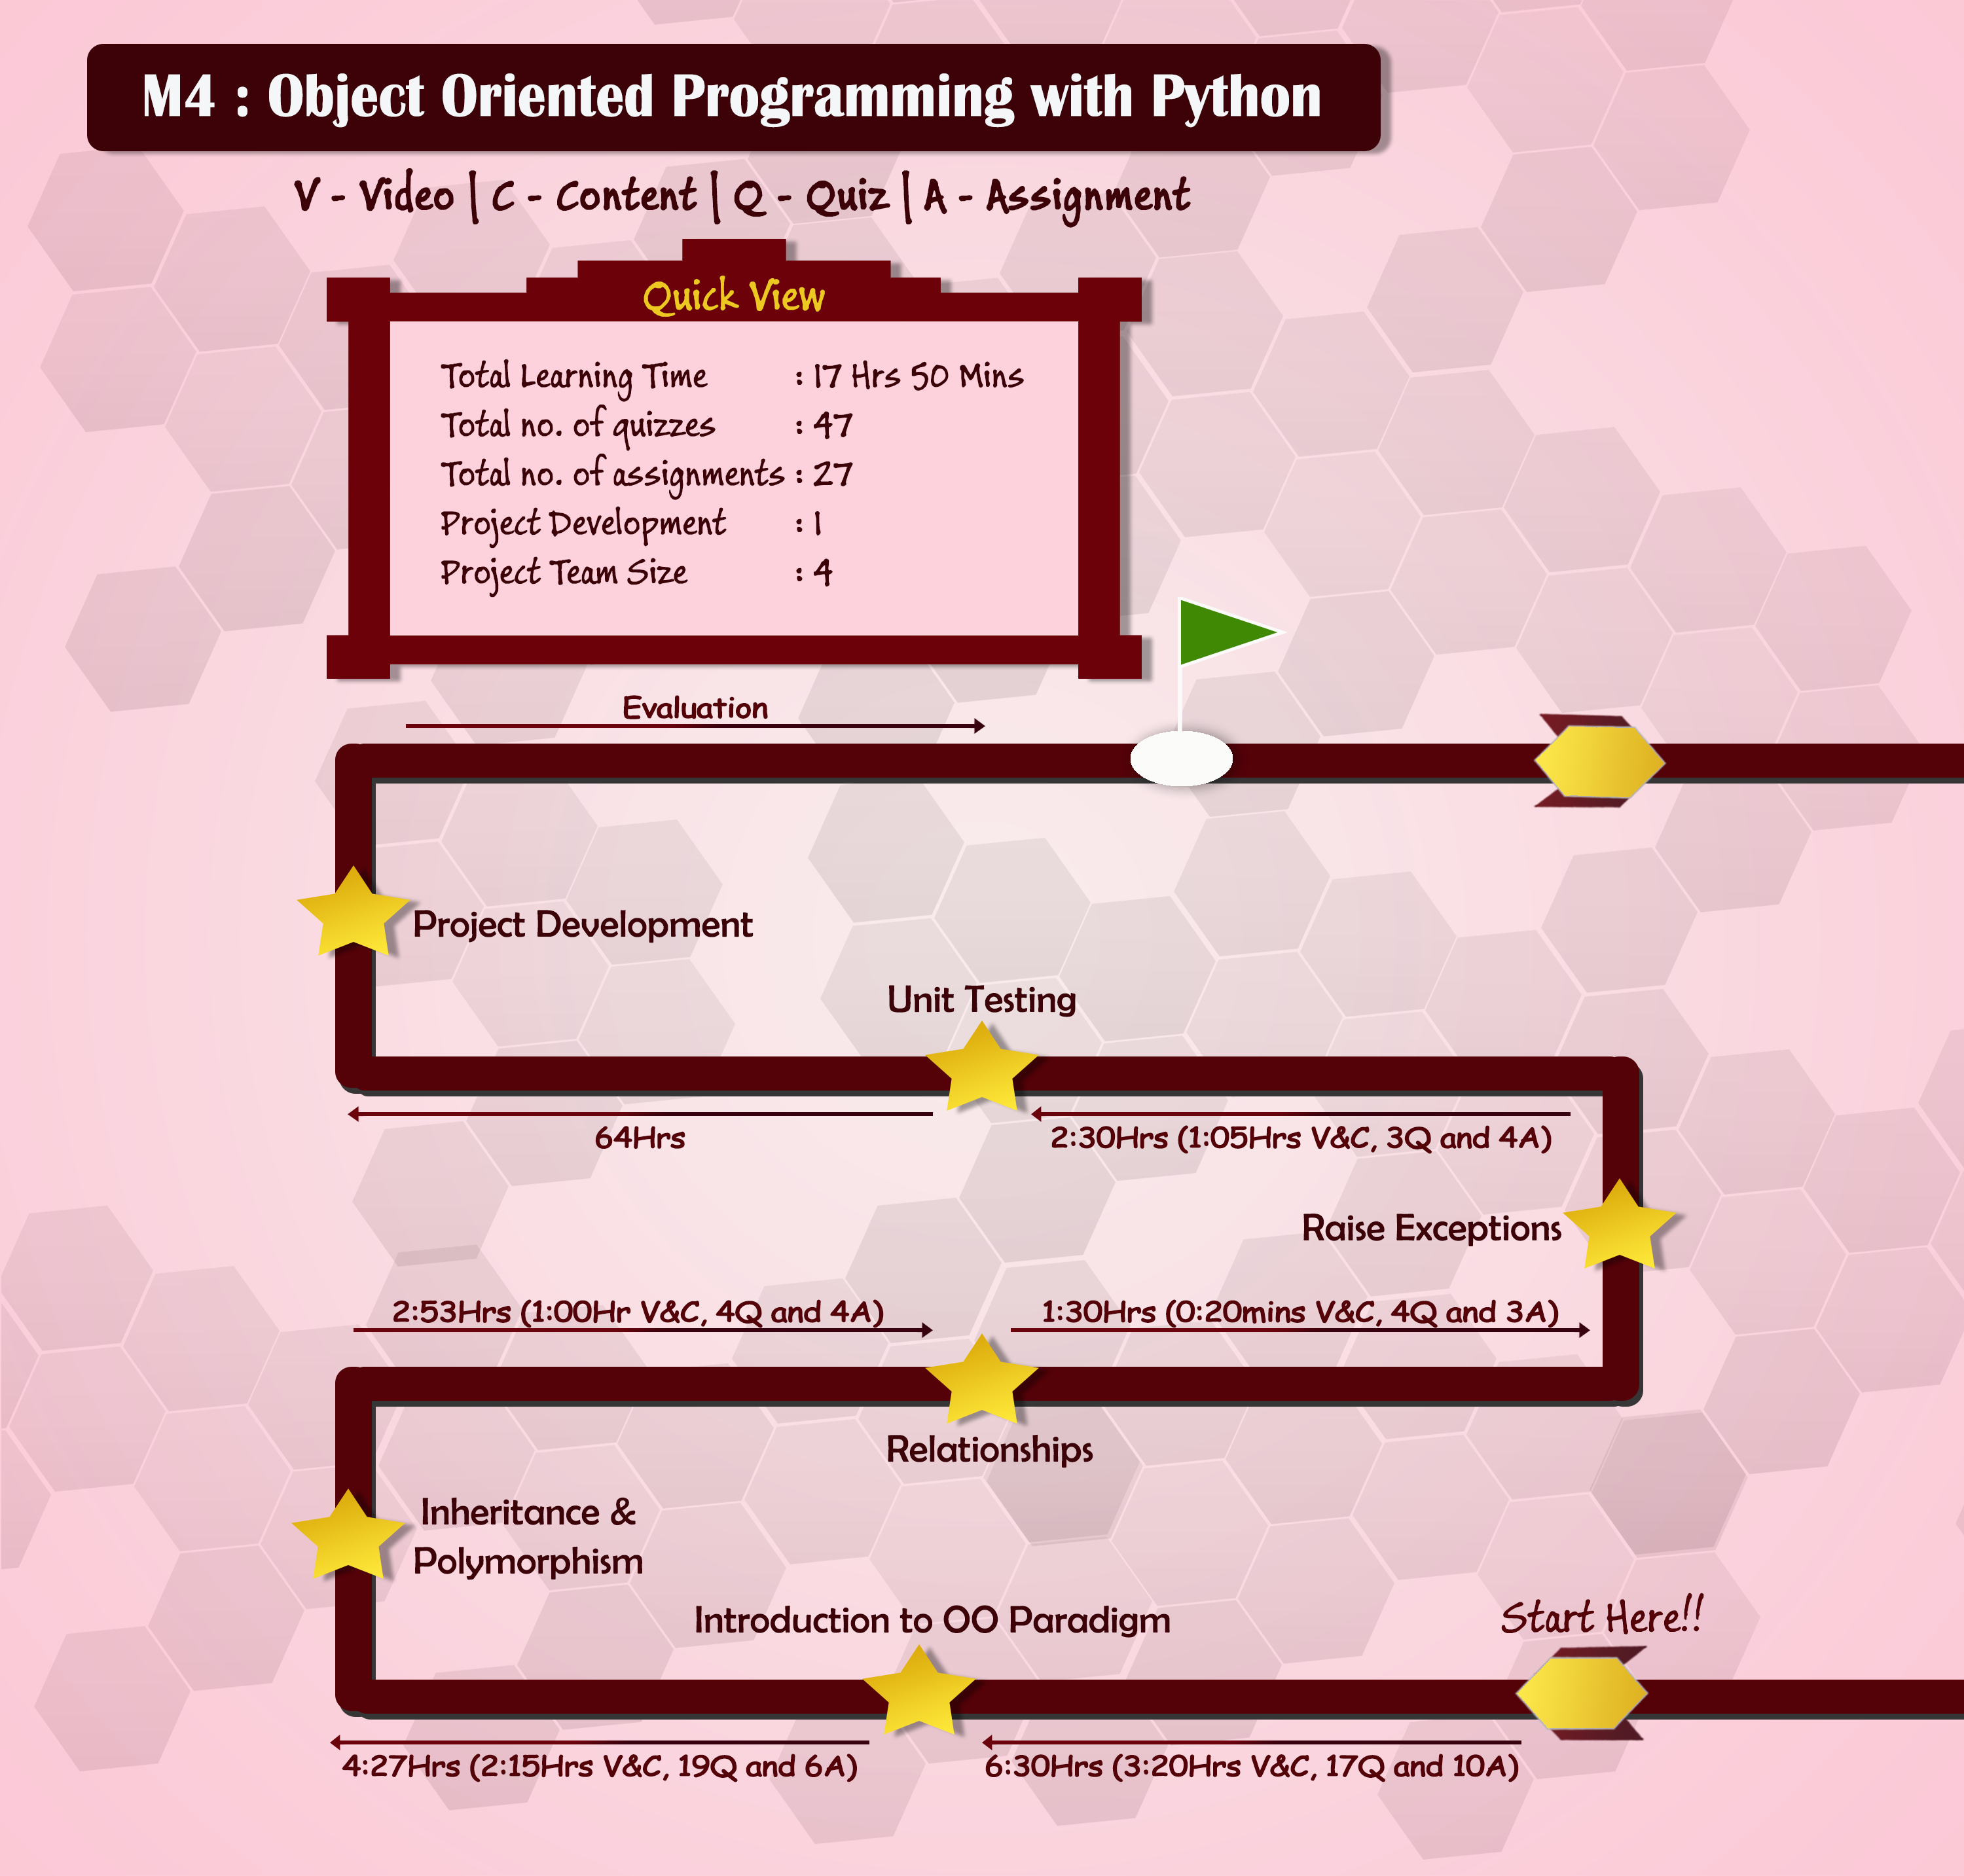 M4 : Object Oriented Programming with Python
V - Video | C - Content | Q - Quiz | A - Assignment
Quick View
Total Learning Time : 17 Hrs 50 Mins
Total no. of quizzes : 47
Total no. of assignments : 27
Project Development : 1
Project Team Size : 4
Evaluation
Project Development
Unit Testing
64Hrs
2:30Hrs (1:05Hrs V&C, 3Q and 4A)
Raise Exceptions
2:53Hrs (1:00Hr V&C, 4Q and 4A)
1:30Hrs (0:20mins V&C, 4Q and 3A)
Relationships
Inheritance &
Polymorphism
Introduction to OO Paradigm
Start Here!!
4:27Hrs (2:15Hrs V&C, 19Q and 6A)
6:30Hrs (3:20Hrs V&C, 17Q and 10A)